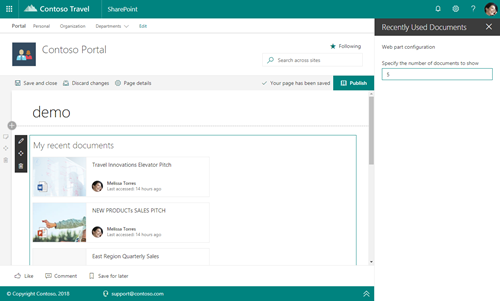 Contoso Travel SharePoint
Portal Personal Organization Departments Edit
Contoso Portal
Following
Search across sites
Save and close Discard changes Page details
Your page has been saved Publish
demo
My recent documents
Travel Innovations Elevator Pitch
Melissa Torres
Last accessed: 14 hours ago
NEW PRODUCTs SALES PITCH
Melissa Torres
Last accessed: 14 hours ago
East Region Quarterly Sales
Like Comment Save for later
© Copyright Contoso, 2018 support@contoso.com
Recently Used Documents
Web part configuration
Specify the number of documents to show
5